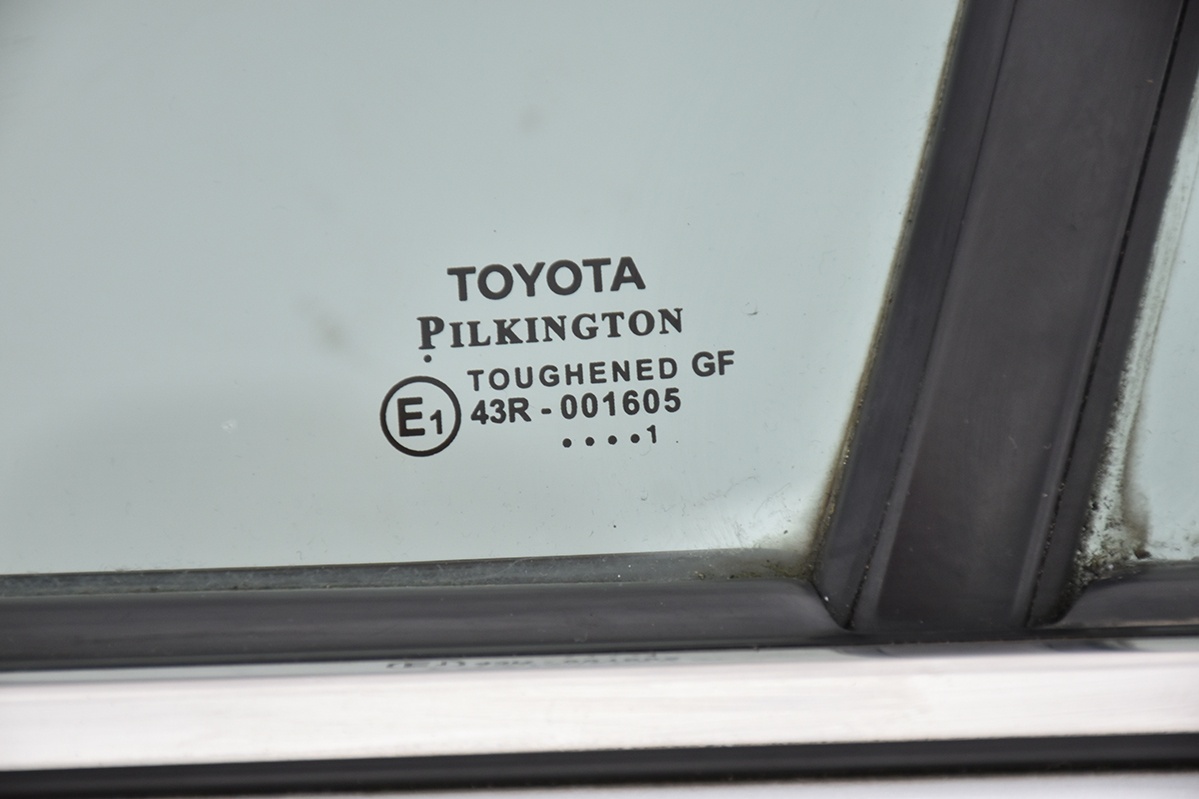 TOYOTA
PILKINGTON
TOUGHENED GF
E1 43R - 001605
• • • • 1